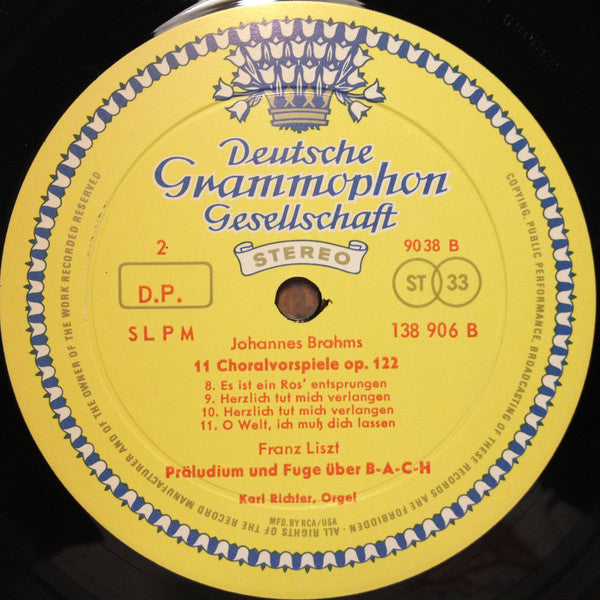 Deutsche
Grammophon
Gesellschaft
STEREO
2
9038 B
D.P.
ST 33
SLPM
138 906 B
Johannes Brahms
11 Choralvorspiele op. 122
8. Es ist ein Ros' entsprungen
9. Herzlich tut mich verlangen
10. Herzlich tut mich verlangen
11. O Welt, ich muß dich lassen
Franz Liszt
Präludium und Fuge über B-A-C-H
Karl Richter, Orgel
MFG. BY RCA/USA
ALL RIGHTS OF THE RECORD MANUFACTURER AND OF THE OWNER OF THE WORK RECORDED RESERVED
COPYING, PUBLIC PERFORMANCE, BROADCASTING OF THESE RECORDS ARE FORBIDDEN -